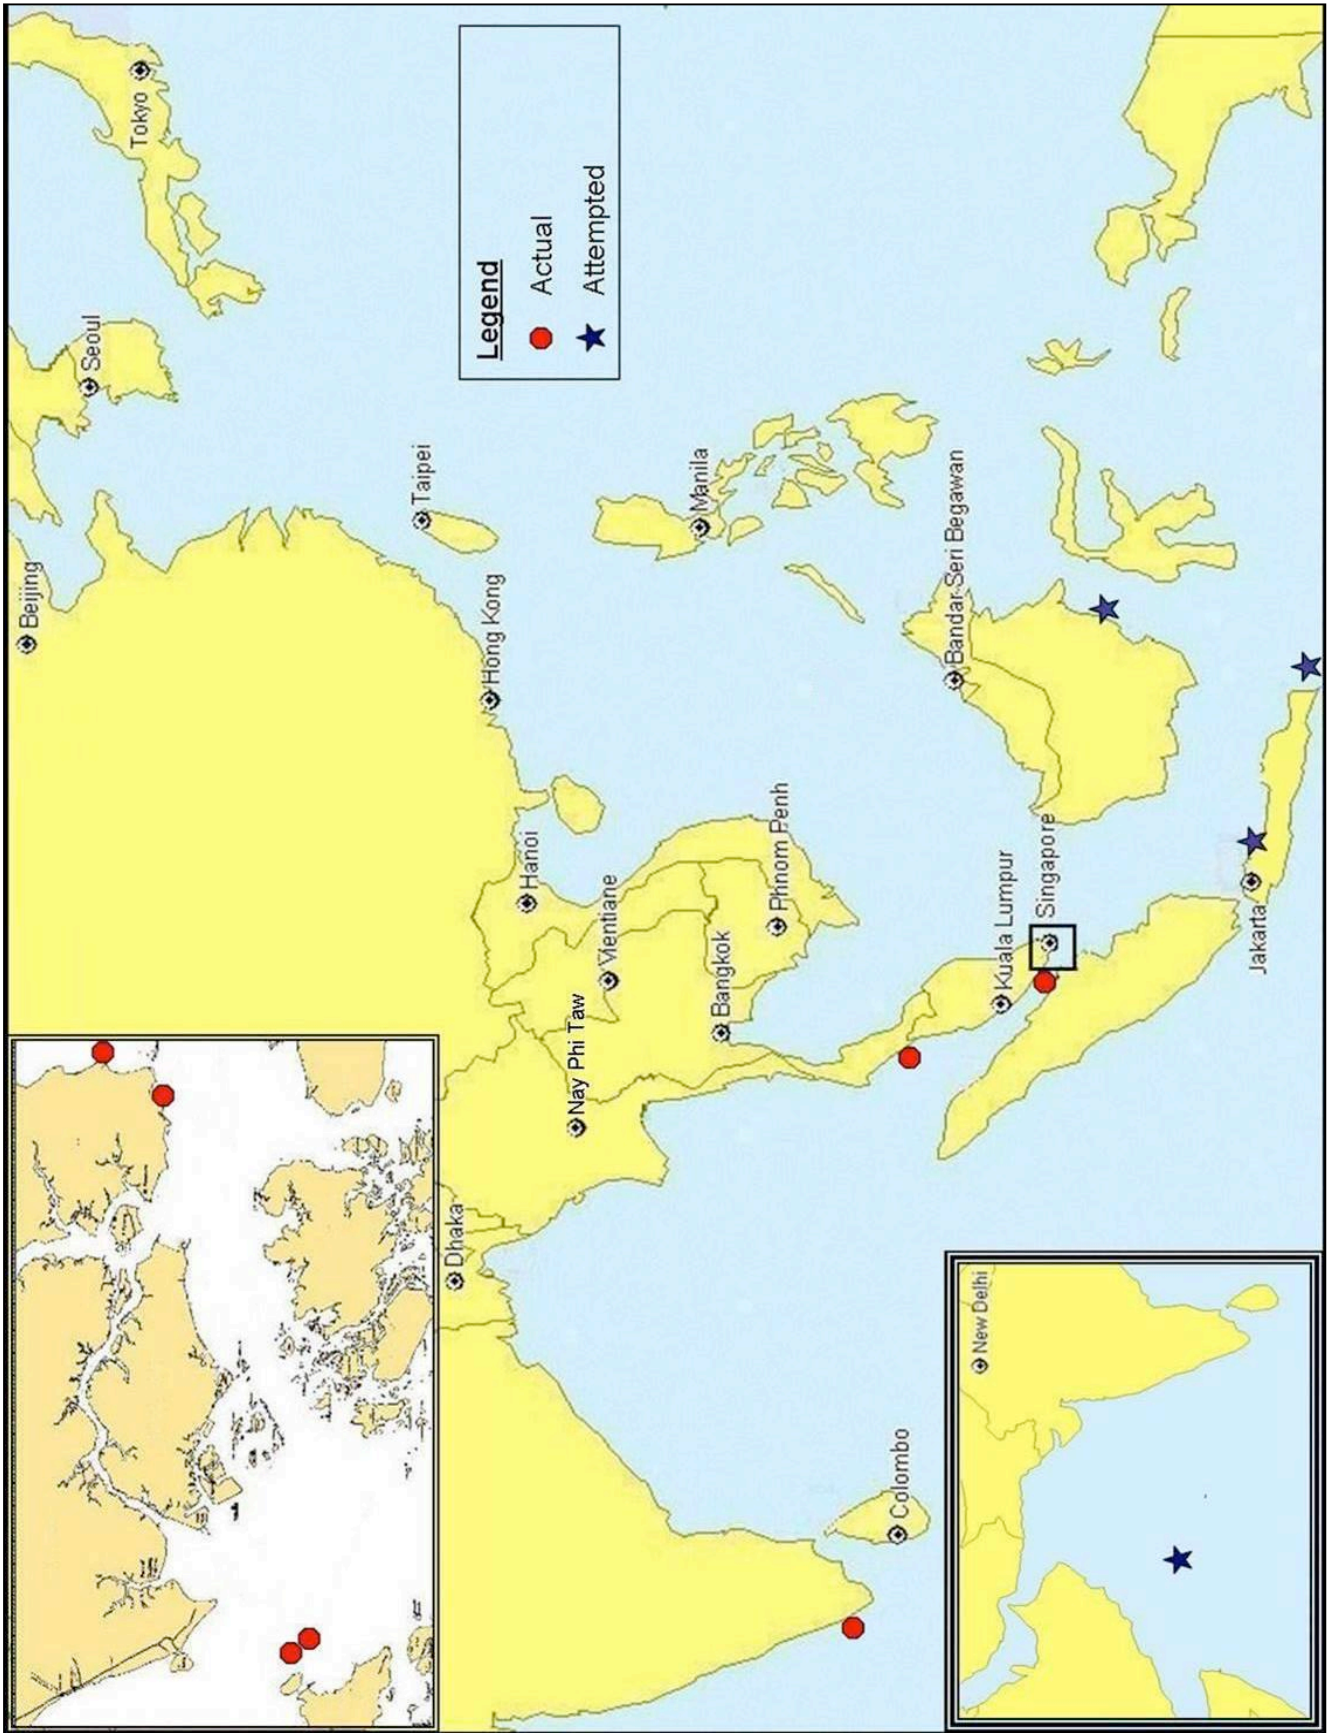 Beijing
Seoul
Tokyo
Taipei
Hong Kong
Legend
Actual
Attempted
Dhaka
Nay Phi Taw
Hanoi
Vientiane
Bangkok
Phnom Penh
Manila
Bandar Seri Begawan
Colombo
Kuala Lumpur
Singapore
Jakarta
New Delhi